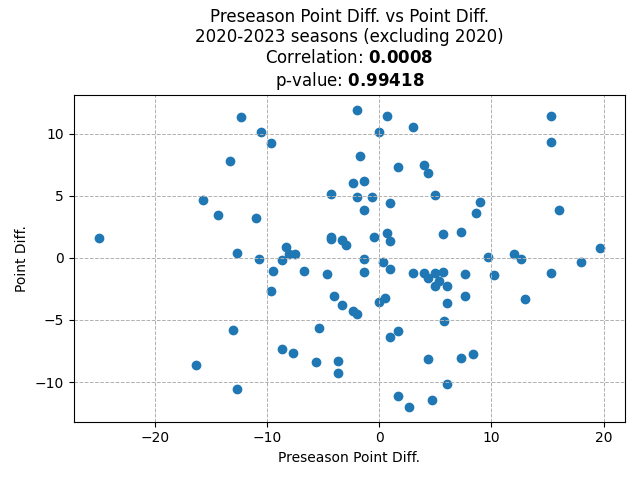 Preseason Point Diff. vs Point Diff.
2020-2023 seasons (excluding 2020)
Correlation: 0.0008
p-value: 0.99418
10
5
0
−5
−10
Point Diff.
−20
−10
0
10
20
Preseason Point Diff.